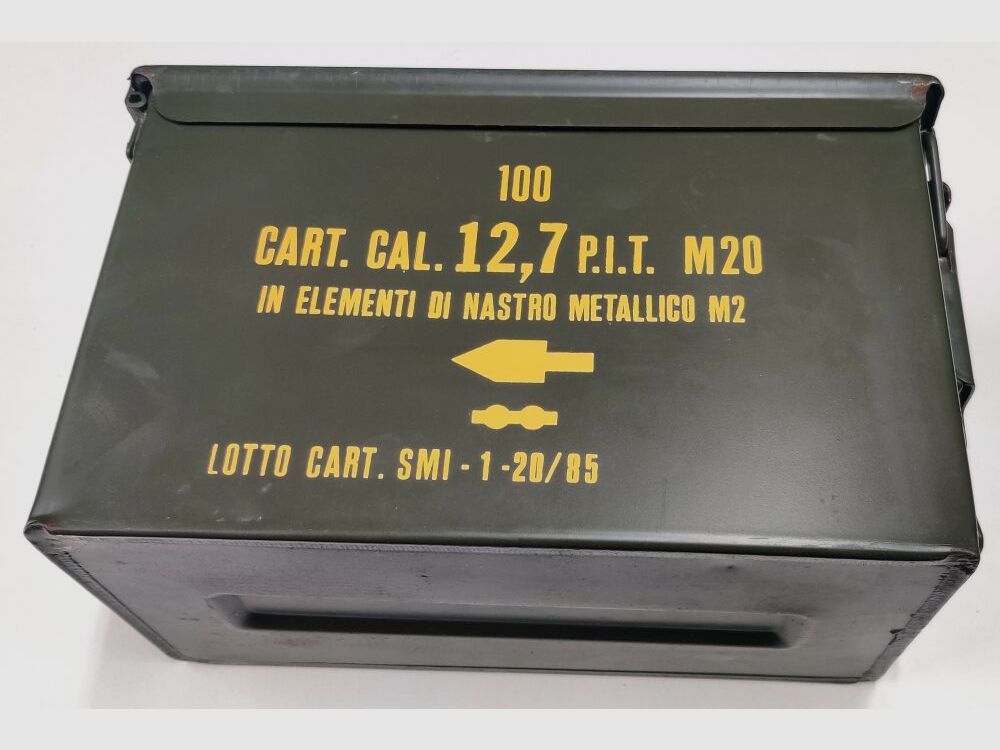 100
CART. CAL. 12,7 P.I.T. M20
IN ELEMENTI DI NASTRO METALLICO M2
LOTTO CART. SMI - 1 -20/85